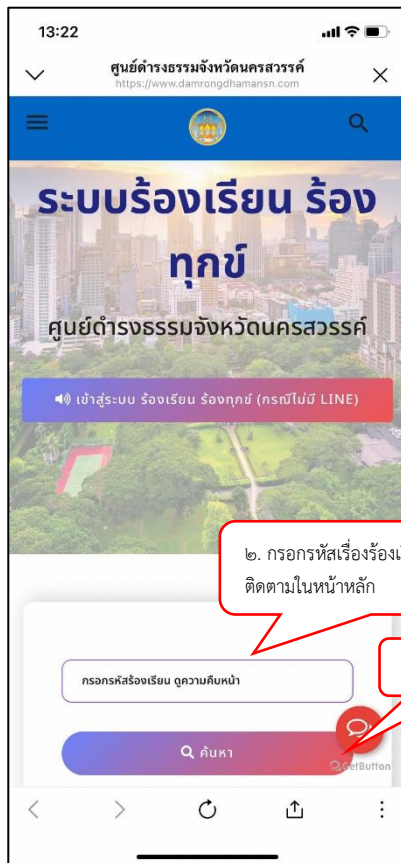 13:22
ศูนย์ดำรงธรรมจังหวัดนครสวรรค์
https://www.damrongdhamansn.com
ระบบร้องเรียน ร้อง
ทุกข์
ศูนย์ดำรงธรรมจังหวัดนครสวรรค์
เข้าสู่ระบบ ร้องเรียน ร้องทุกข์ (กรณีไม่มี LINE)
๒. กรอกรหัสเรื่องร้องเ
ติดตามในหน้าหลัก
กรอกรหัสร้องเรียน ดูความคืบหน้า
ค้นหา
GetButton